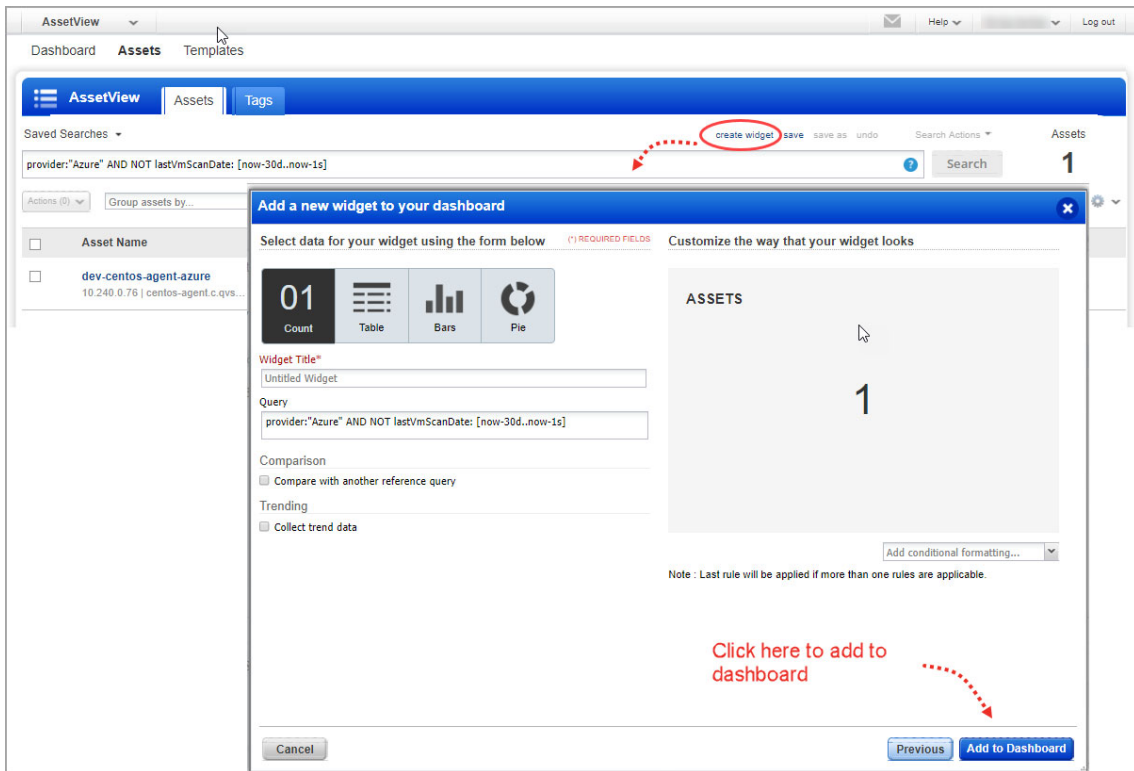 AssetView
Help
Log out
Dashboard Assets Templates
AssetView Assets Tags
Saved Searches create widget save save as undo Search Actions Assets
provider:"Azure" AND NOT lastVmScanDate: [now-30d..now-1s] ? Search 1
Actions (0) Group assets by...
Asset Name
dev-centos-agent-azure
10.240.0.76 | centos-agent.c.qvs...
Add a new widget to your dashboard
Select data for your widget using the form below (*) REQUIRED FIELDS
01
Count Table Bars Pie
Widget Title*
Untitled Widget
Query
provider:"Azure" AND NOT lastVmScanDate: [now-30d..now-1s]
Comparison
Compare with another reference query
Trending
Collect trend data
Customize the way that your widget looks
ASSETS
1
Add conditional formatting...
Note : Last rule will be applied if more than one rules are applicable.
Click here to add to
dashboard
Cancel Previous Add to Dashboard